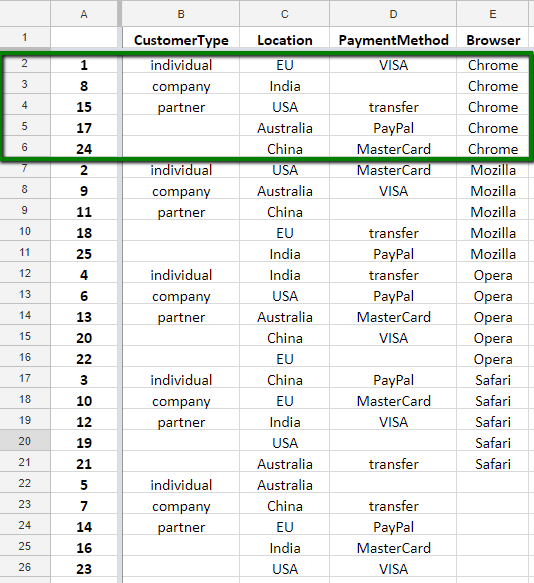 A B C D E
1 CustomerType Location PaymentMethod Browser
2 1 individual EU VISA Chrome
3 8 company India Chrome
4 15 partner USA transfer Chrome
5 17 Australia PayPal Chrome
6 24 China MasterCard Chrome
7 2 individual USA MasterCard Mozilla
8 9 company Australia VISA Mozilla
9 11 partner China Mozilla
10 18 EU transfer Mozilla
11 25 India PayPal Mozilla
12 4 individual India transfer Opera
13 6 company USA PayPal Opera
14 13 partner Australia MasterCard Opera
15 20 China VISA Opera
16 22 EU Opera
17 3 individual China PayPal Safari
18 10 company EU MasterCard Safari
19 12 partner India VISA Safari
20 19 USA Safari
21 21 Australia transfer Safari
22 5 individual Australia
23 7 company China transfer
24 14 partner EU PayPal
25 16 India MasterCard
26 23 USA VISA